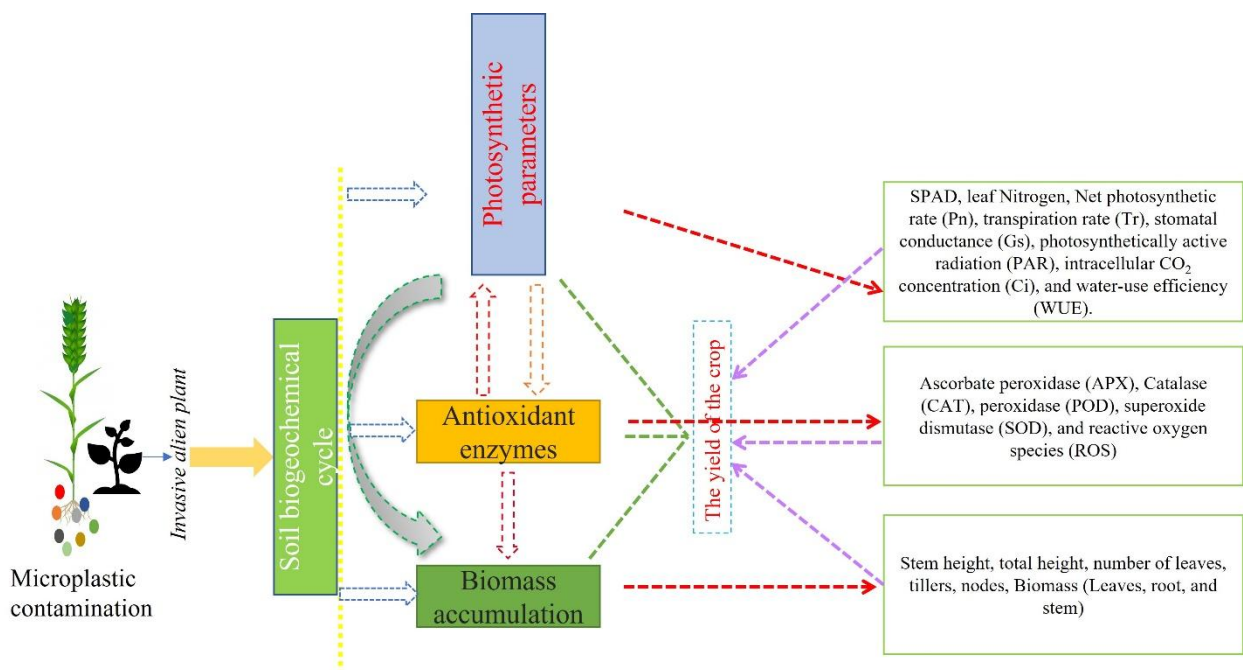 Microplastic
contamination
Invasive alien plant
Soil biogeochemical
cycle
Photosynthetic
parameters
Antioxidant
enzymes
Biomass
accumulation
The yield of the crop
SPAD, leaf Nitrogen, Net photosynthetic
rate (Pn), transpiration rate (Tr), stomatal
conductance (Gs), photosynthetically active
radiation (PAR), intracellular CO₂
concentration (Ci), and water-use efficiency
(WUE).
Ascorbate peroxidase (APX), Catalase
(CAT), peroxidase (POD), superoxide
dismutase (SOD), and reactive oxygen
species (ROS)
Stem height, total height, number of leaves,
tillers, nodes, Biomass (Leaves, root, and
stem)